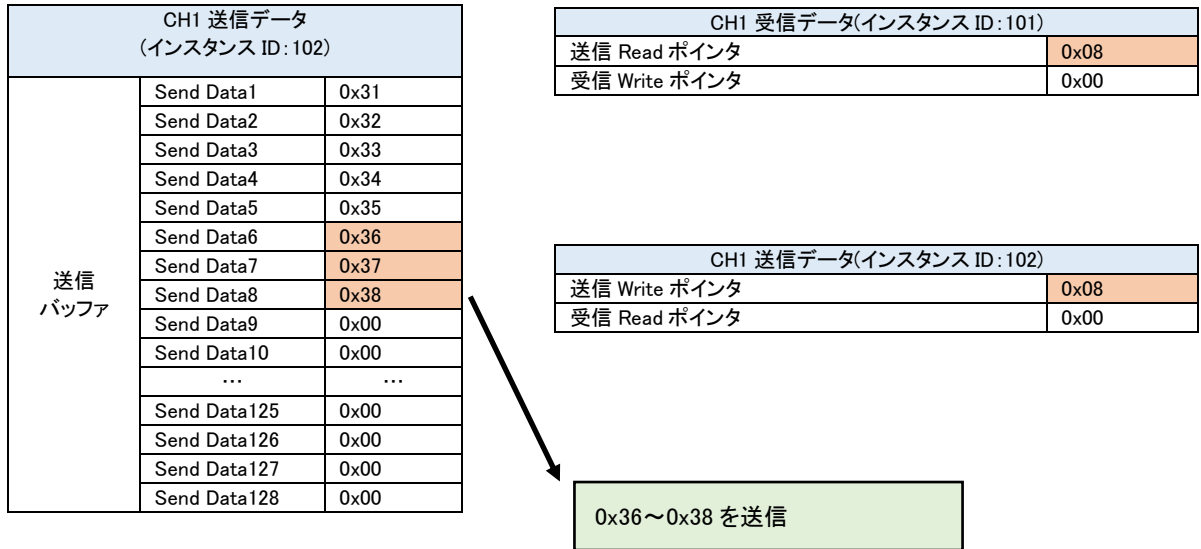 CH1 送信データ
(インスタンス ID:102)
送信
バッファ
Send Data1 0x31
Send Data2 0x32
Send Data3 0x33
Send Data4 0x34
Send Data5 0x35
Send Data6 0x36
Send Data7 0x37
Send Data8 0x38
Send Data9 0x00
Send Data10 0x00
… …
Send Data125 0x00
Send Data126 0x00
Send Data127 0x00
Send Data128 0x00
CH1 受信データ(インスタンス ID:101)
送信 Read ポインタ 0x08
受信 Write ポインタ 0x00
CH1 送信データ(インスタンス ID:102)
送信 Write ポインタ 0x08
受信 Read ポインタ 0x00
0x36～0x38 を送信